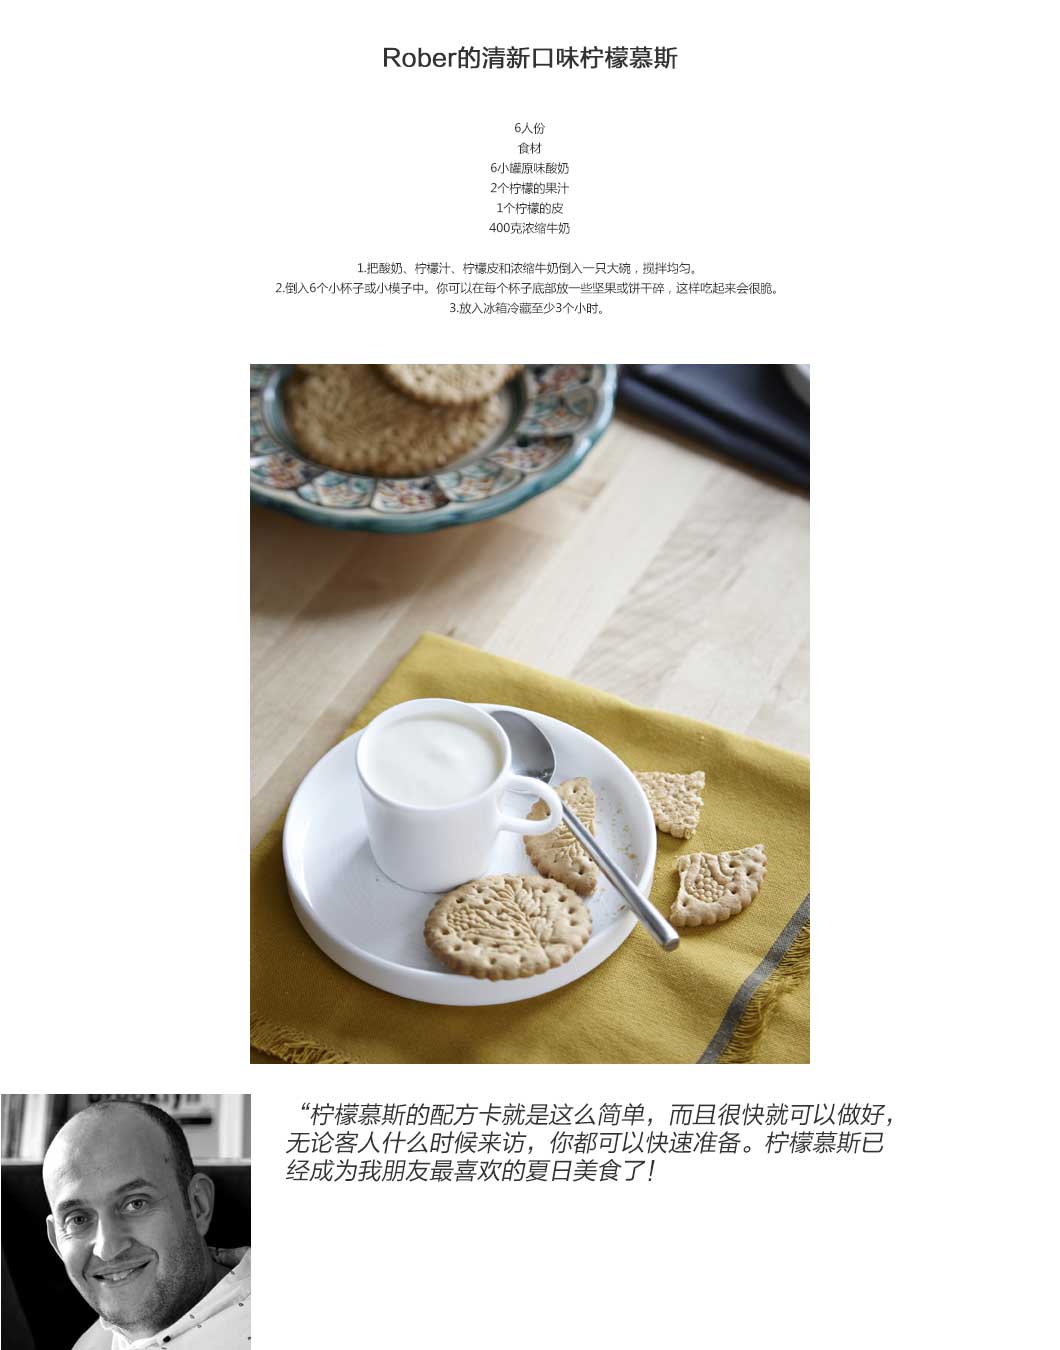 Rober的清新口味柠檬慕斯
6人份
食材
6小罐原味酸奶
2个柠檬的果汁
1个柠檬的皮
400克浓缩牛奶
1.把酸奶、柠檬汁、柠檬皮和浓缩牛奶倒入一只大碗，搅拌均匀。
2.倒入6个小杯子或小模子中。你可以在每个杯子底部放一些坚果或饼干碎，这样吃起来会很脆。
3.放入冰箱冷藏至少3个小时。
“柠檬慕斯的配方卡就是这么简单，而且很快就可以做好，
无论客人什么时候来访，你都可以快速准备。柠檬慕斯已
经成为我朋友最喜欢的夏日美食了！